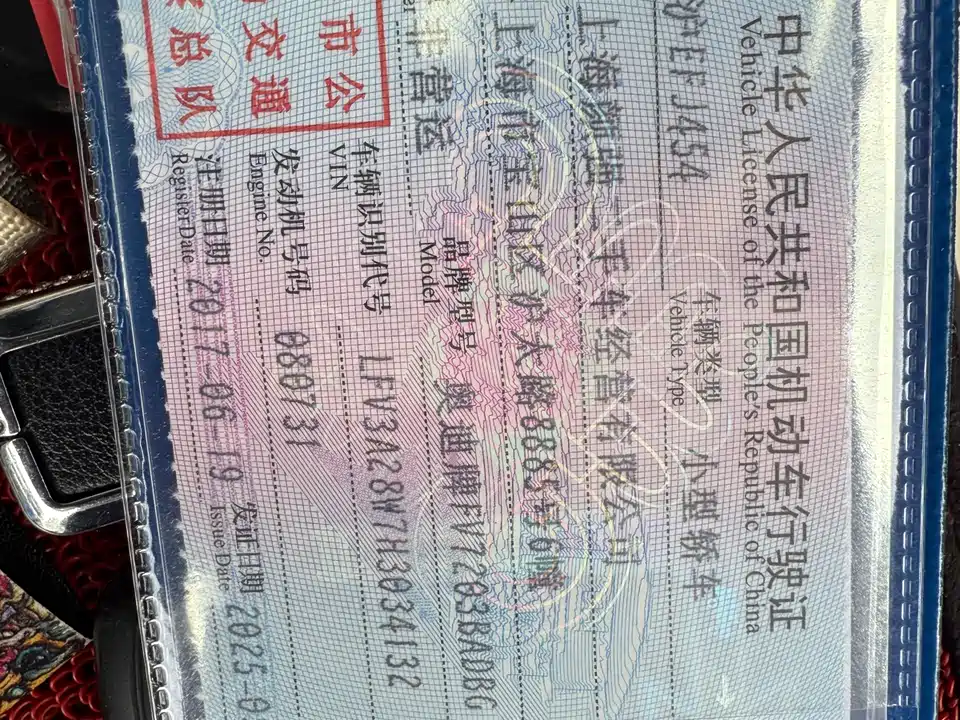 中华人民共和国机动车行驶证
Vehicle License of the People's Republic of China
沪EFJ454 车辆类型 小型轿车
Vehicle Type
上海 二手车经营有限公司
上海市宝山区沪太路8885号6幢
非营运 品牌型号 奥迪牌FV7203BADBG
Model
车辆识别代号 LFV3A28W7H3034132
VIN
发动机号码 080731
Engine No.
注册日期 2017-06-19 发证日期 2025-0
Register Date Issue Date
市公
交通
总队